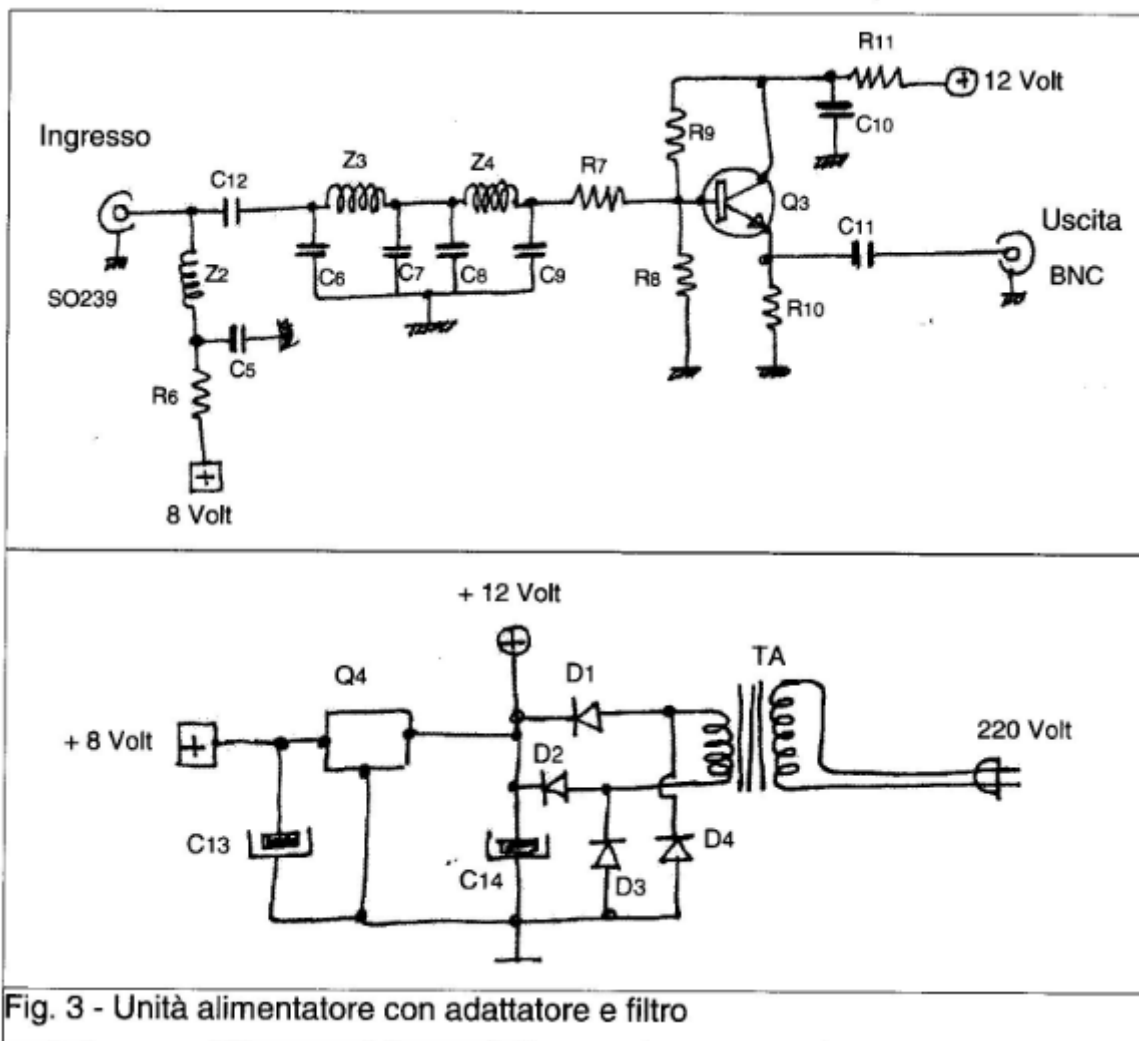 R11
12 Volt
C10
R9
Ingresso
Z3
Z4
R7
C12
Q3
C11
Uscita
BNC
Z2
C6
C7
C8
C9
R8
R10
SO239
C5
R6
8 Volt
+ 12 Volt
D1
TA
Q4
+ 8 Volt
D2
220 Volt
C13
C14
D3
D4
Fig. 3 - Unità alimentatore con adattatore e filtro